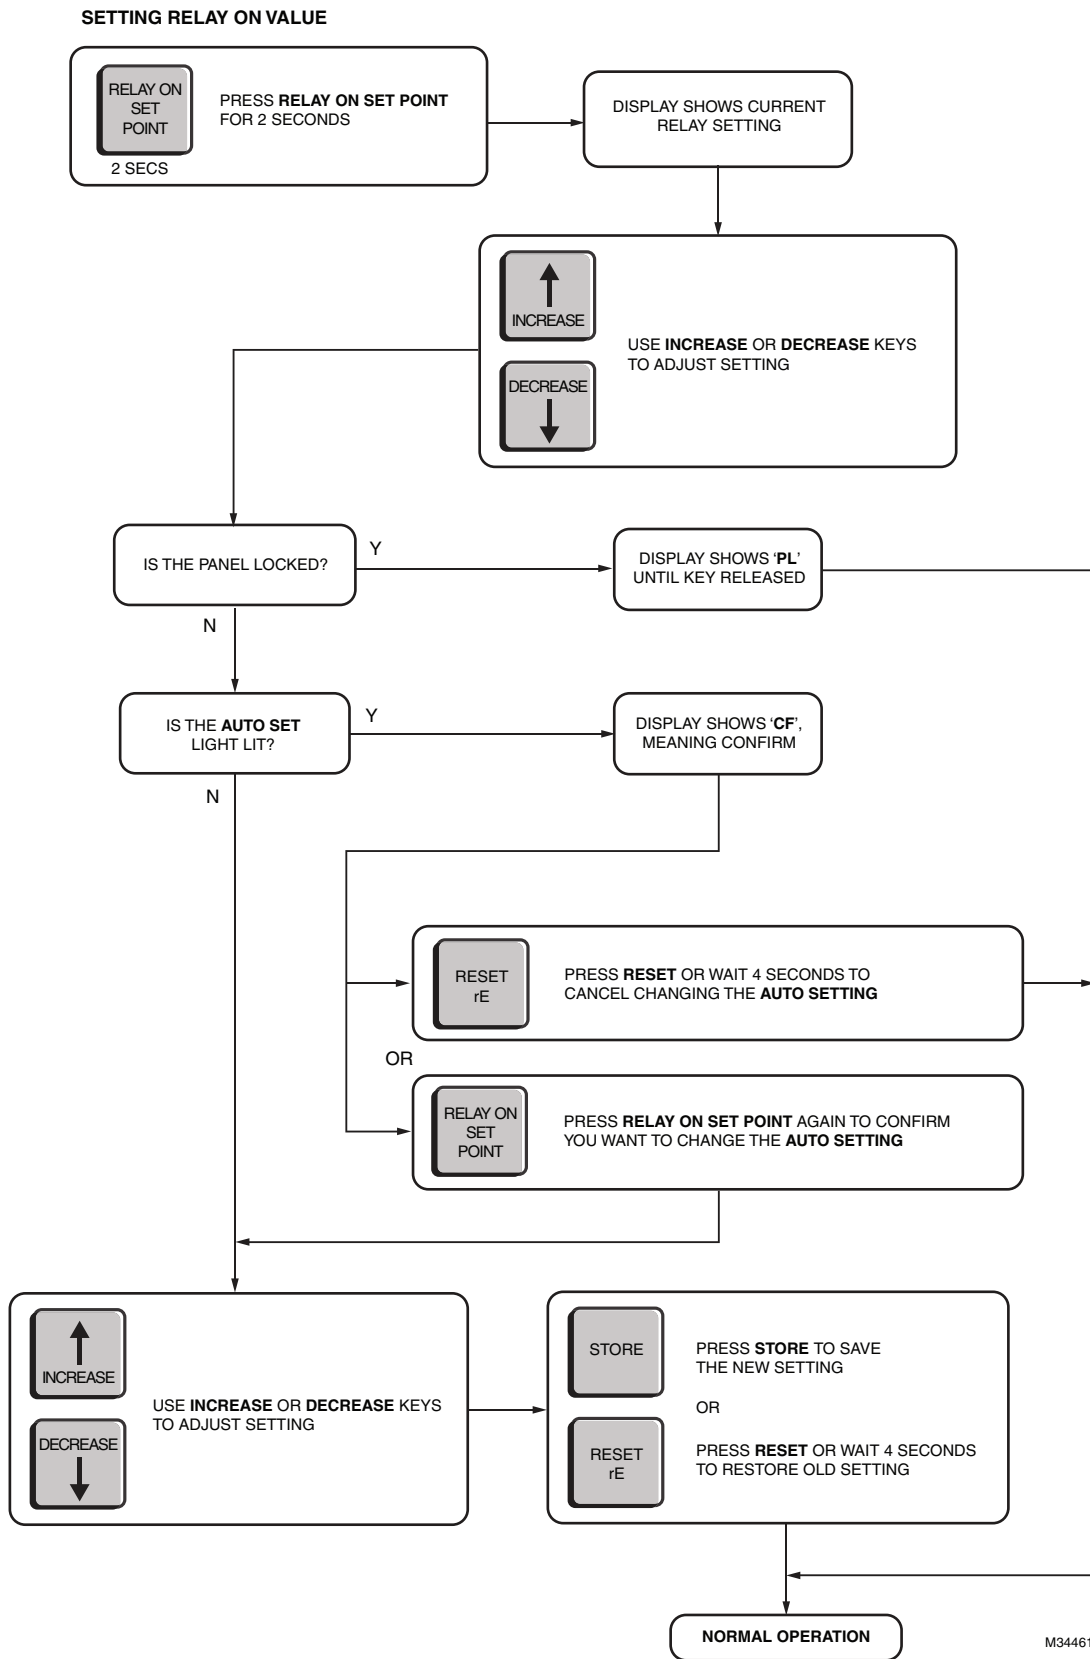 SETTING RELAY ON VALUE
RELAY ON
SET
POINT
2 SECS
PRESS RELAY ON SET POINT
FOR 2 SECONDS
DISPLAY SHOWS CURRENT
RELAY SETTING
INCREASE
DECREASE
USE INCREASE OR DECREASE KEYS
TO ADJUST SETTING
IS THE PANEL LOCKED?
Y
DISPLAY SHOWS ‘PL’
UNTIL KEY RELEASED
N
IS THE AUTO SET
LIGHT LIT?
Y
DISPLAY SHOWS ‘CF’,
MEANING CONFIRM
N
RESET
rE
PRESS RESET OR WAIT 4 SECONDS TO
CANCEL CHANGING THE AUTO SETTING
OR
RELAY ON
SET
POINT
PRESS RELAY ON SET POINT AGAIN TO CONFIRM
YOU WANT TO CHANGE THE AUTO SETTING
INCREASE
DECREASE
USE INCREASE OR DECREASE KEYS
TO ADJUST SETTING
STORE
PRESS STORE TO SAVE
THE NEW SETTING
OR
RESET
rE
PRESS RESET OR WAIT 4 SECONDS
TO RESTORE OLD SETTING
NORMAL OPERATION
M34461